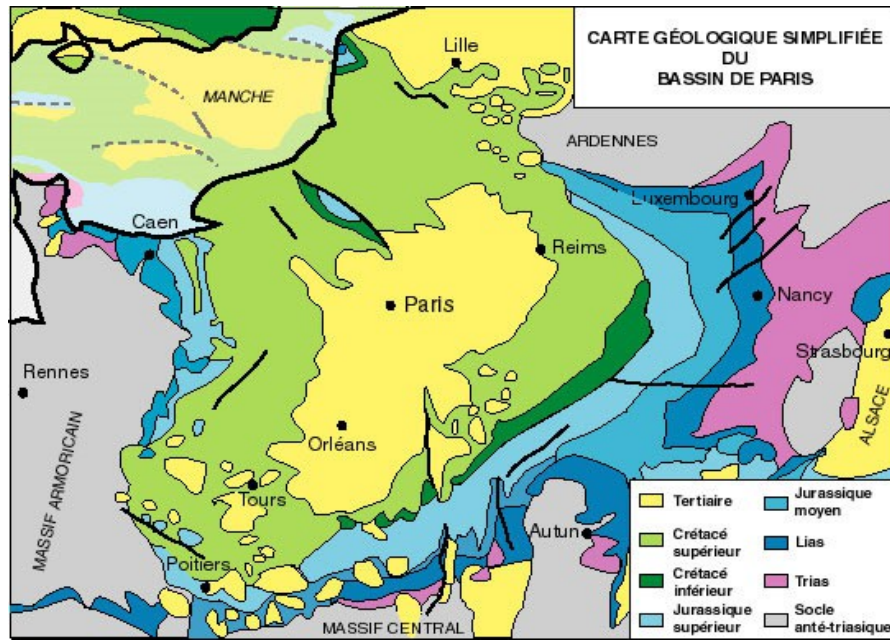 CARTE GÉOLOGIQUE SIMPLIFIÉE
DU
BASSIN DE PARIS
Lille
MANCHE
ARDENNES
Luxembourg
Caen
Reims
Nancy
Paris
Strasbourg
Rennes
ALSACE
MASSIF ARMORICAIN
Orléans
Tours
Autun
Poitiers
MASSIF CENTRAL
Tertiaire
Crétacé
supérieur
Crétacé
inférieur
Jurassique
supérieur
Jurassique
moyen
Lias
Trias
Socle
anté-triasique